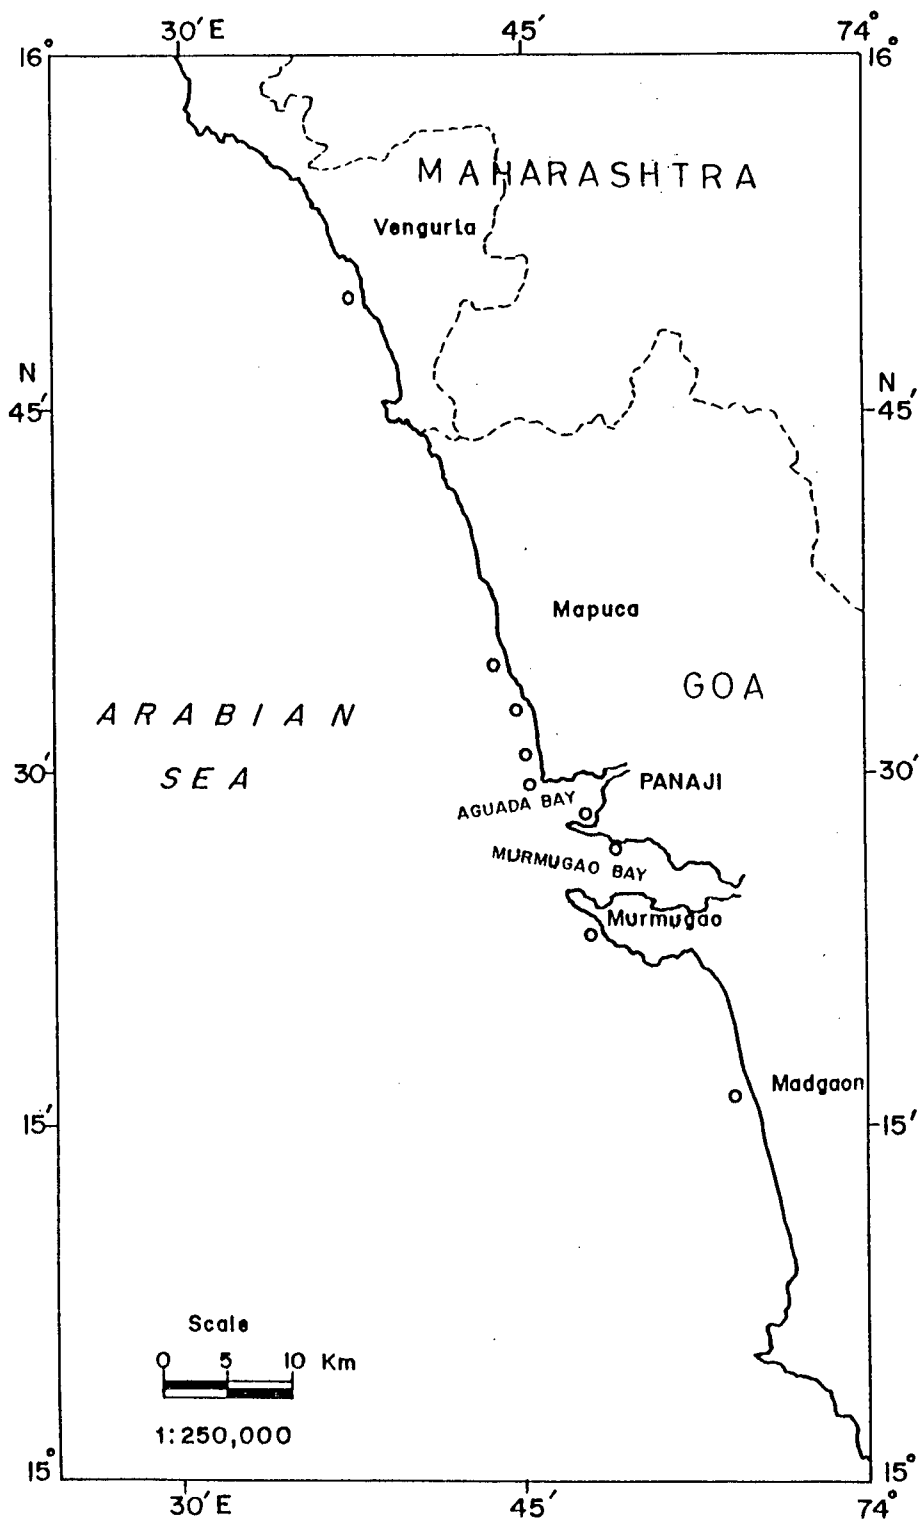 30' E 45' 74°
16° 16°
MAHARASHTRA
Vengurla
N N
45' 45'
Mapuca
GOA
ARABIAN
SEA
30' 30'
PANAJI
AGUADA BAY
MURMUGAO BAY
Murmugao
Madgaon
15' 15'
Scale
0 5 10 Km
1:250,000
15° 15°
30' E 45' 74°